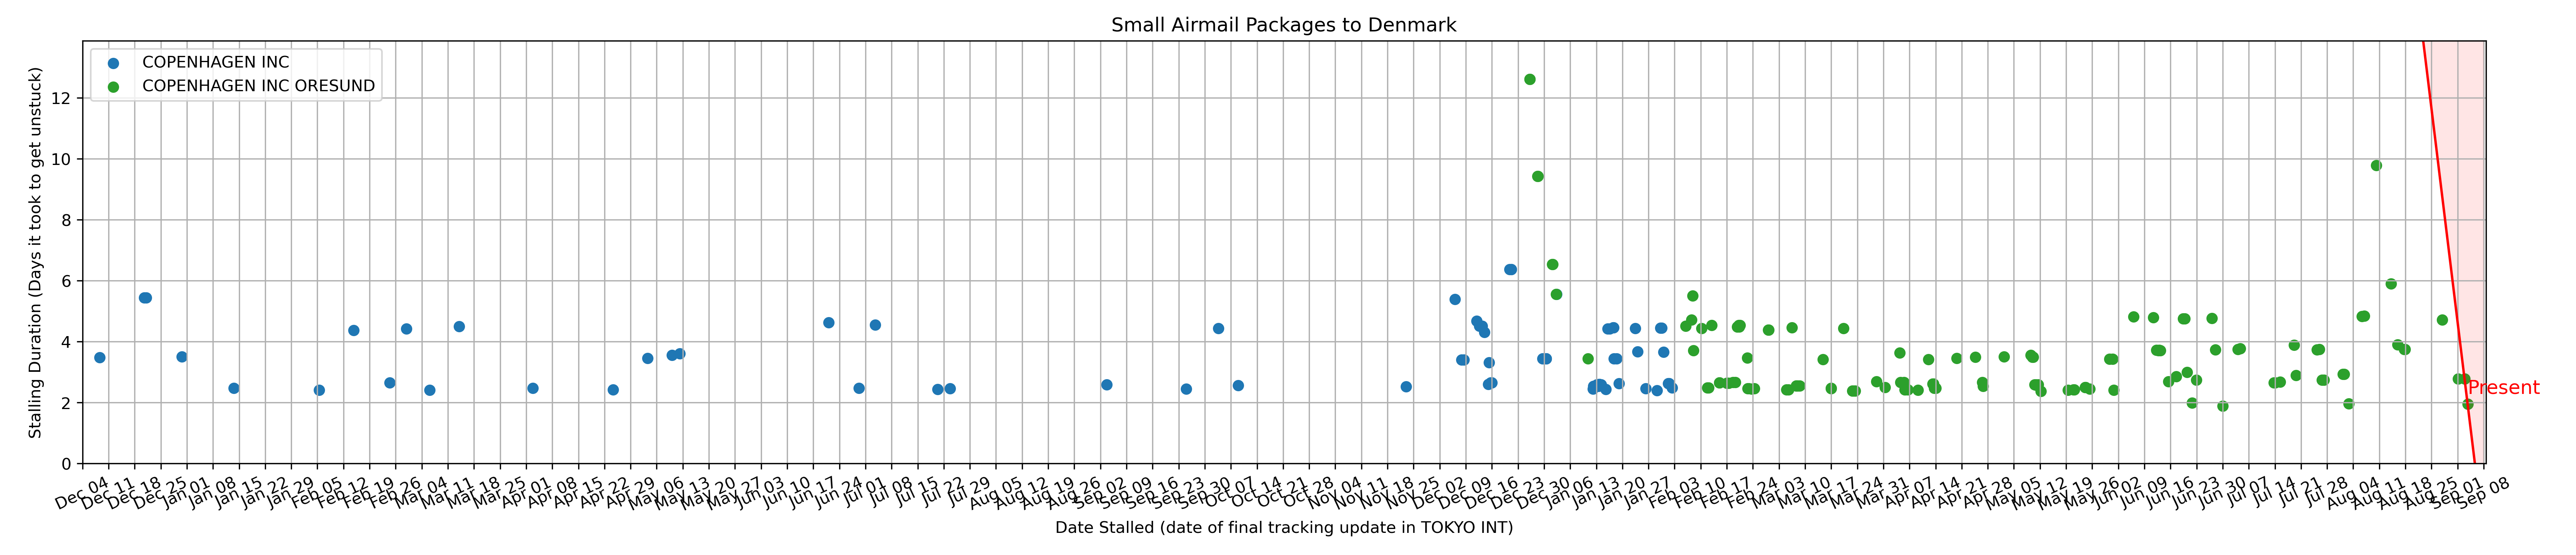 Small Airmail Packages to Denmark
COPENHAGEN INC
COPENHAGEN INC ORESUND
Stalling Duration (Days it took to get unstuck)
12
10
8
6
4
2
0
Present
Dec 04
Dec 11
Dec 18
Dec 25
Jan 01
Jan 08
Jan 15
Jan 22
Jan 29
Feb 05
Feb 12
Feb 19
Feb 26
Mar 04
Mar 11
Mar 18
Mar 25
Apr 01
Apr 08
Apr 15
Apr 22
Apr 29
May 06
May 13
May 20
May 27
Jun 03
Jun 10
Jun 17
Jun 24
Jul 01
Jul 08
Jul 15
Jul 22
Jul 29
Aug 05
Aug 12
Aug 19
Aug 26
Sep 02
Sep 09
Sep 16
Sep 23
Sep 30
Oct 07
Oct 14
Oct 21
Oct 28
Nov 04
Nov 11
Nov 18
Nov 25
Dec 02
Dec 09
Dec 16
Dec 23
Dec 30
Jan 06
Jan 13
Jan 20
Jan 27
Feb 03
Feb 10
Feb 17
Feb 24
Mar 03
Mar 10
Mar 17
Mar 24
Mar 31
Apr 07
Apr 14
Apr 21
Apr 28
May 05
May 12
May 19
May 26
Jun 02
Jun 09
Jun 16
Jun 23
Jun 30
Jul 07
Jul 14
Jul 21
Jul 28
Aug 04
Aug 11
Aug 18
Aug 25
Sep 01
Sep 08
Date Stalled (date of final tracking update in TOKYO INT)